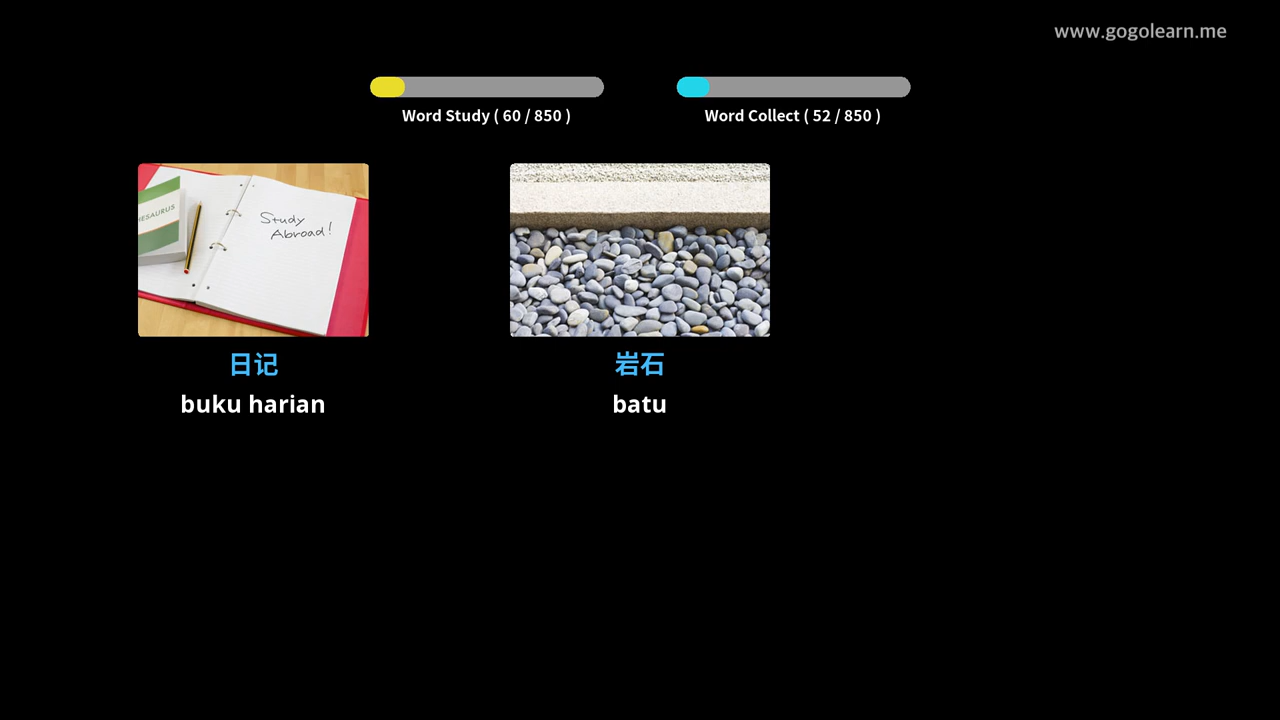 www.gogolearn.me
Word Study ( 60 / 850 )
Word Collect ( 52 / 850 )
HESAURUS
Study
Abroad!
日记
岩石
buku harian
batu